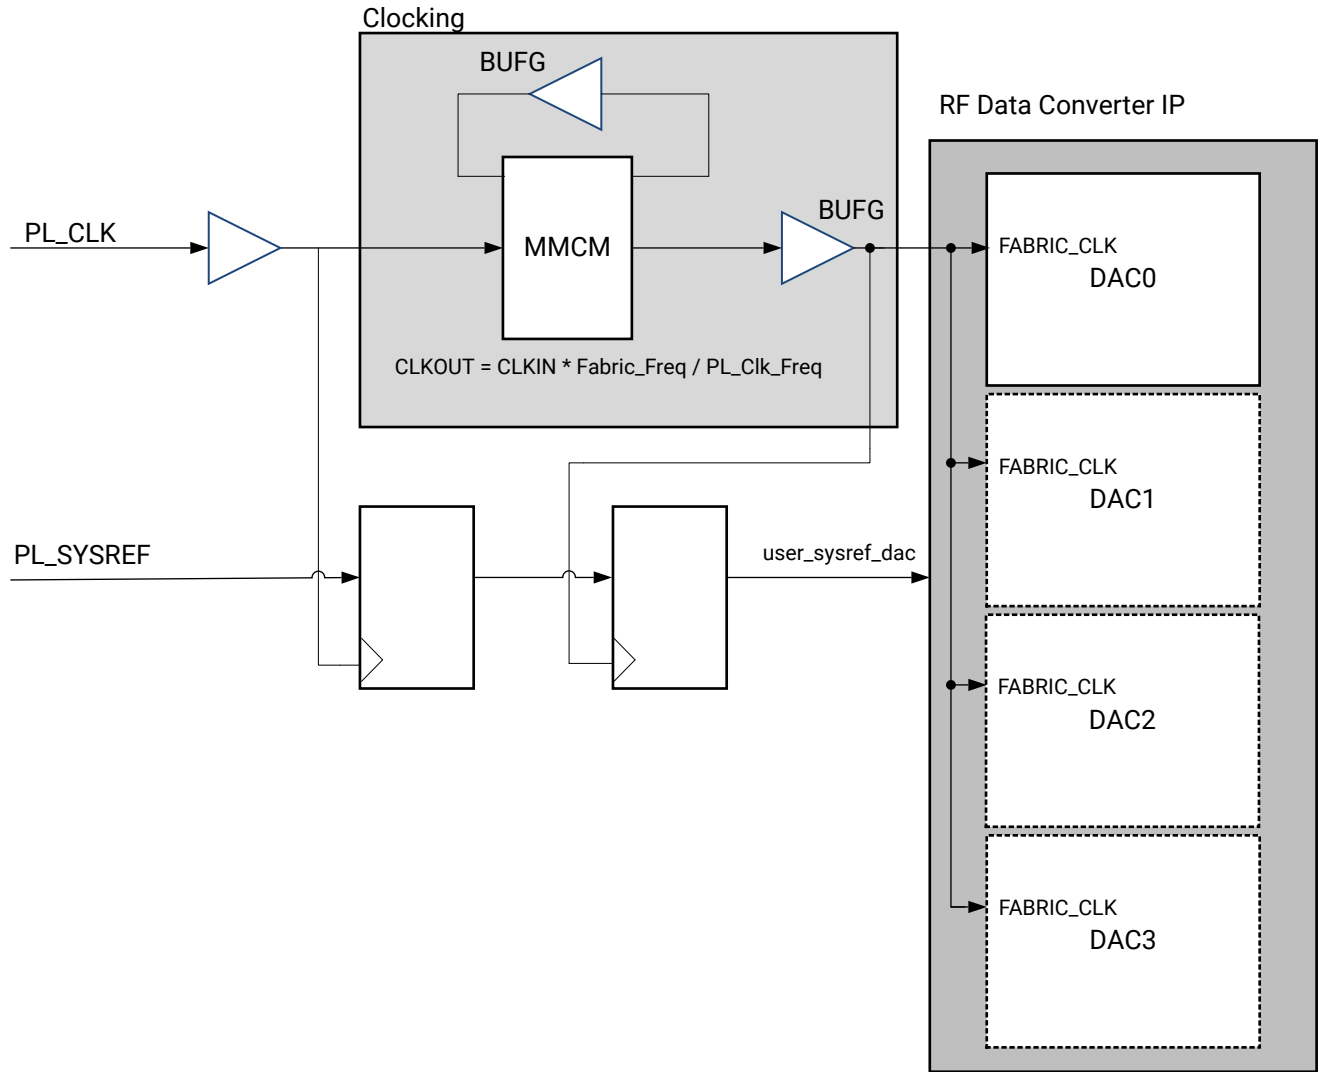 Clocking
BUFG
RF Data Converter IP
PL_CLK
MMCM
BUFG
FABRIC_CLK
DAC0
CLKOUT = CLKIN * Fabric_Freq / PL_Clk_Freq
FABRIC_CLK
DAC1
PL_SYSREF
user_sysref_dac
FABRIC_CLK
DAC2
FABRIC_CLK
DAC3